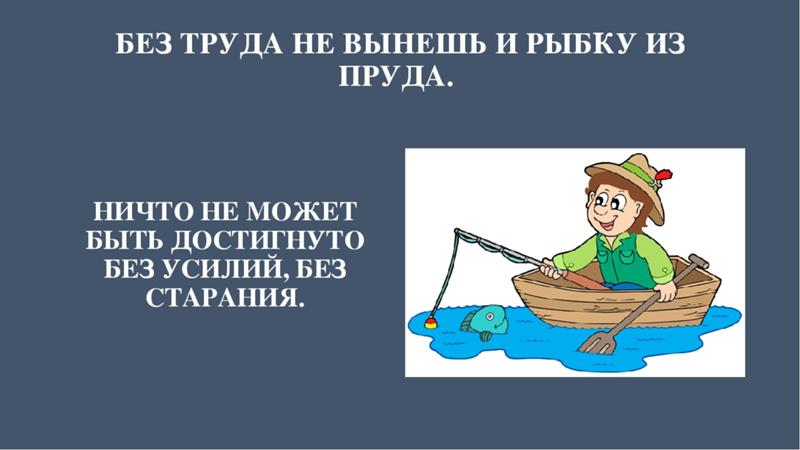 БЕЗ ТРУДА НЕ ВЫНЕШЬ И РЫБКУ ИЗ
ПРУДА.
НИЧТО НЕ МОЖЕТ
БЫТЬ ДОСТИГНУТО
БЕЗ УСИЛИЙ, БЕЗ
СТАРАНИЯ.